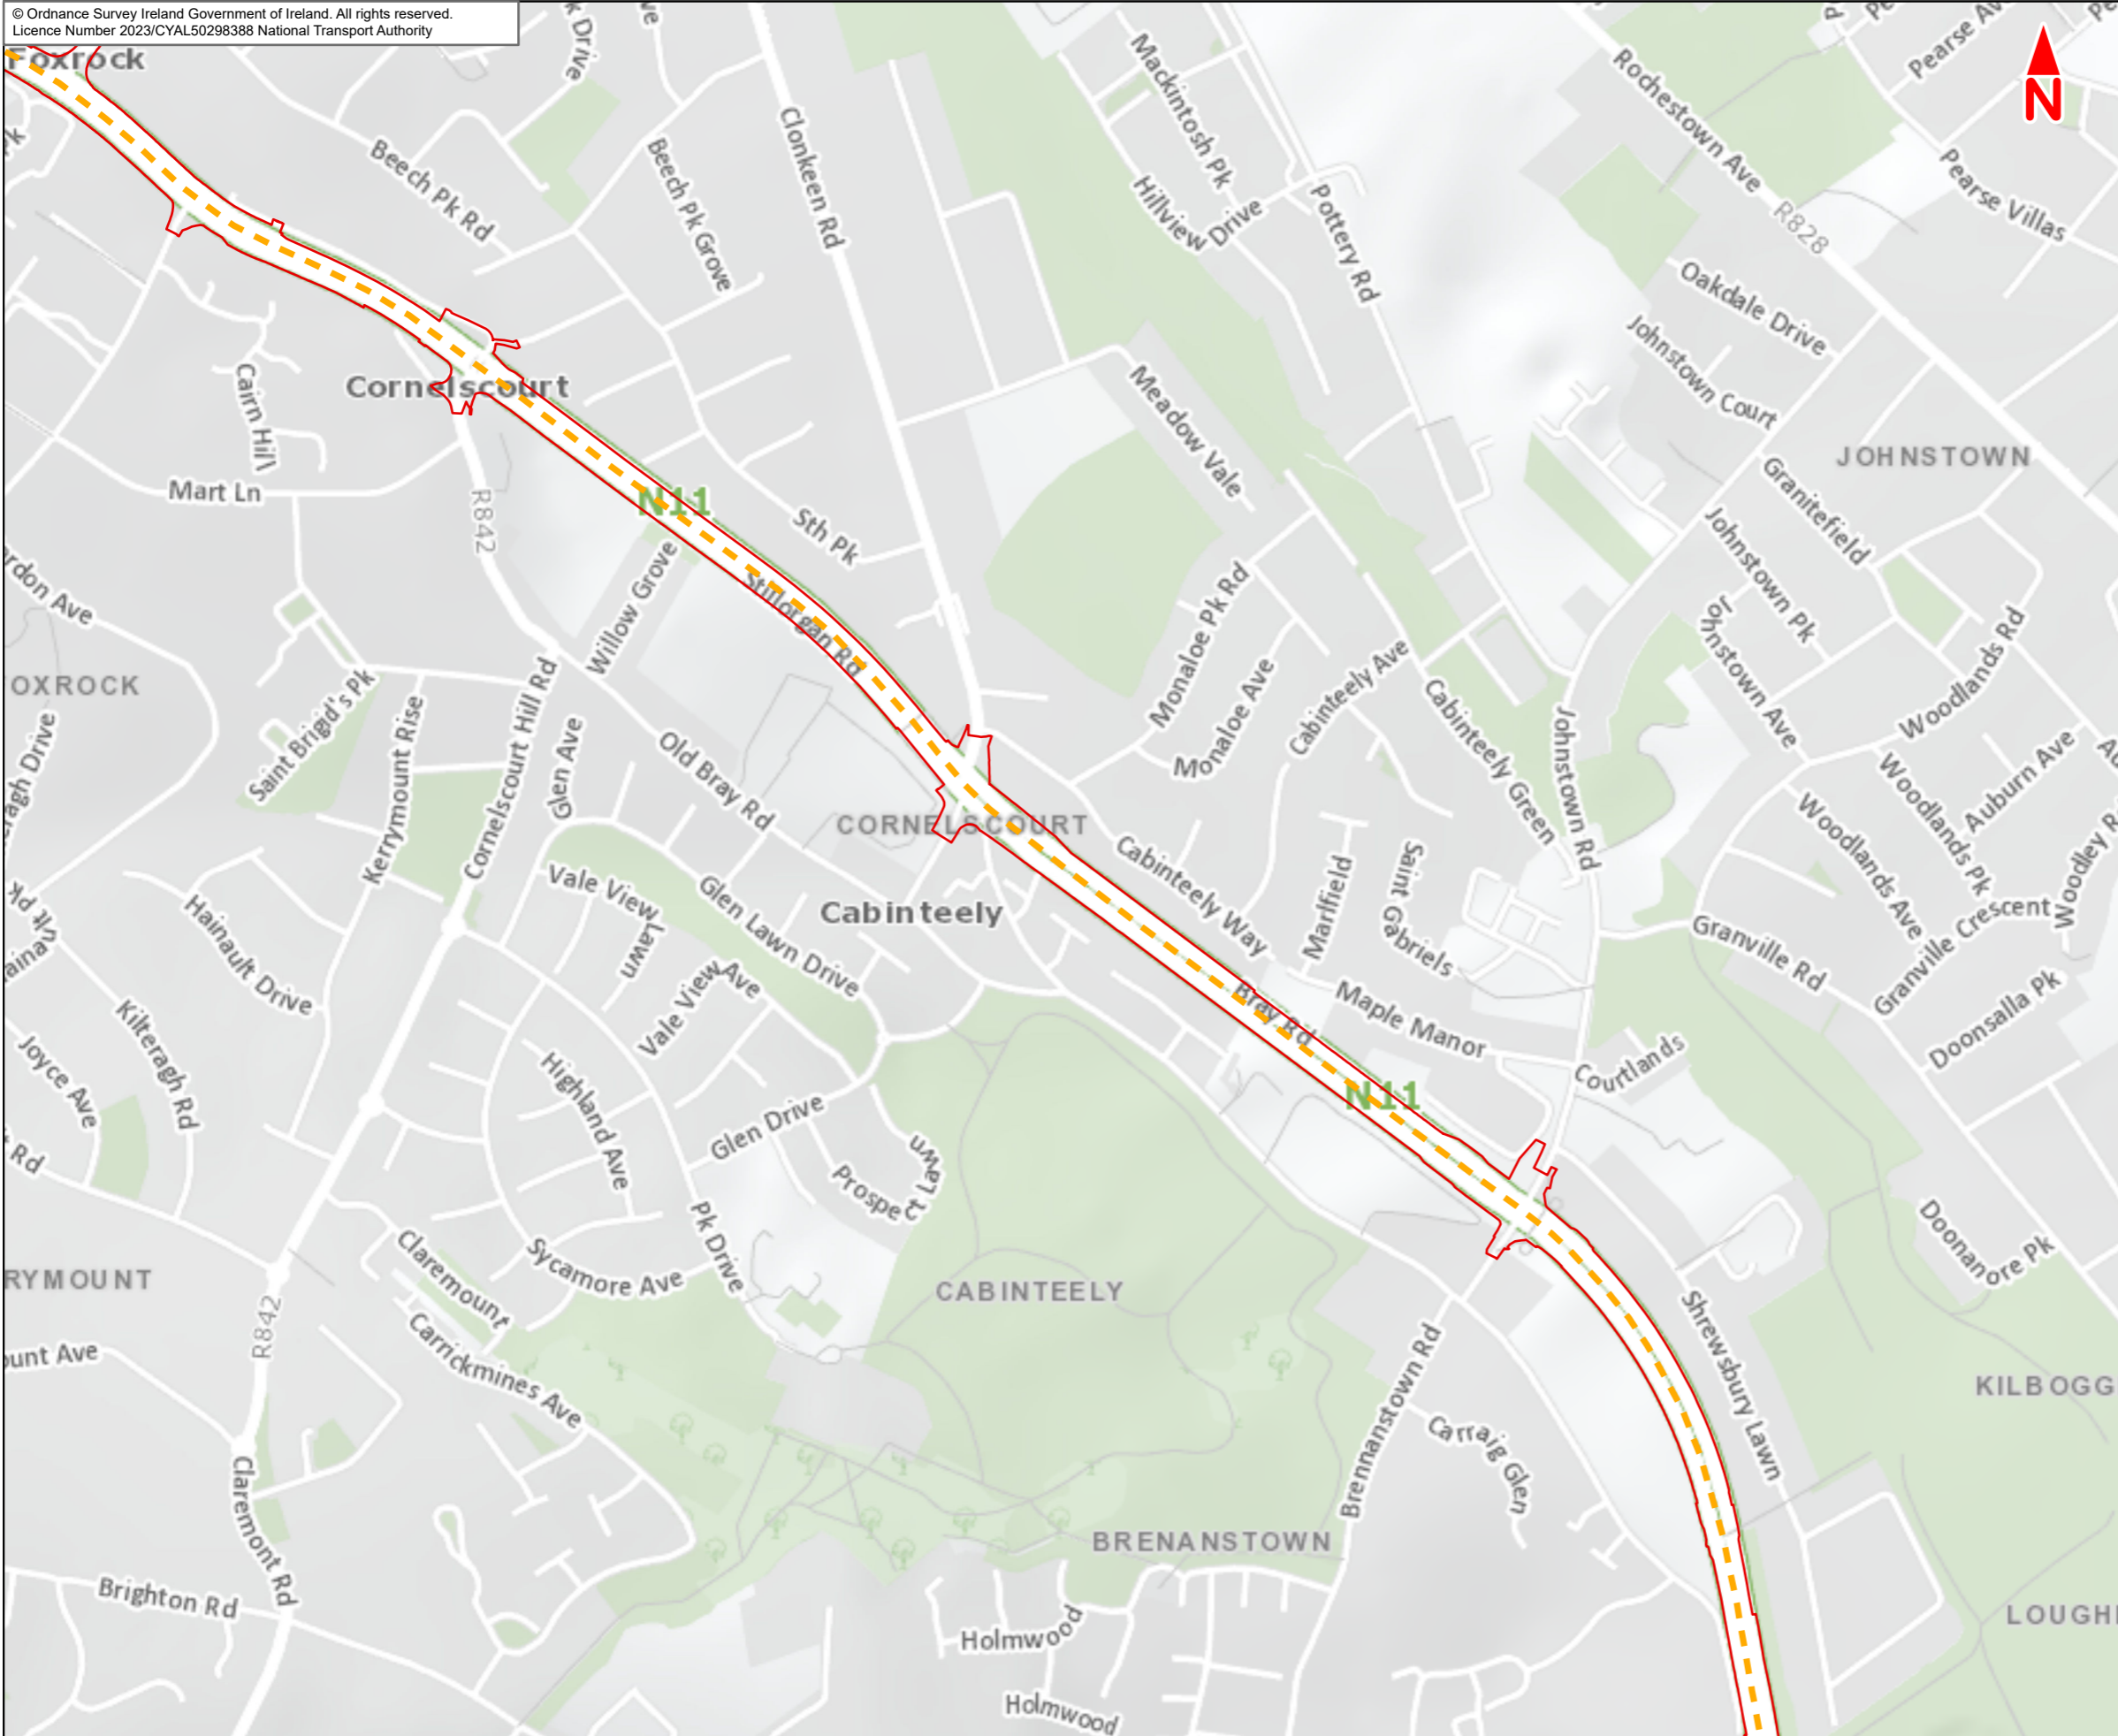 © Ordnance Survey Ireland Government of Ireland. All rights reserved.
Licence Number 2023/CYAL50298388 National Transport Authority
Foxrock
N
Pearse Villas
Rochestown Ave
R828
Mackintosh Pk
Hillview Drive
Pottery Rd
Clonkeen Rd
Beech Pk Rd
Beech Pk Grove
Oakdale Drive
Johnstown Court
JOHNSTOWN
Cornelscourt
Cairn Hill
Mart Ln
R842
N11
Sth Pk
Meadow Vale
Granitefield
Johnstown Pk
Johnstown Ave
Woodlands Rd
Stillorgan Rd
Willow Grove
Monaloe Pk Rd
Monaloe Ave
Cabinteely Ave
Cabinteely Green
Johnstown Rd
Saint Brigid's Pk
Kerrymount Rise
Cornelscourt Hill Rd
Glen Ave
Old Bray Rd
CORNELSCOURT
Cabinteely
Cabinteely Way
Marlfield
Saint Gabriels
Woodlands Pk
Auburn Ave
Woodlands Ave
Granville Rd
Granville Crescent
Doonsalla Pk
Vale View Lawn
Glen Lawn Drive
Vale View Ave
Hainault Drive
Kilteragh Rd
Joyce Ave
Highland Ave
Glen Drive
Prospect Lawn
Pk Drive
Bray Rd
N11
Maple Manor
Courtlands
Doonanore Pk
Claremount
Sycamore Ave
Carrickmines Ave
R842
CABINTEELY
Brennanstown Rd
Shrewsbury Lawn
Carraig Glen
Claremont Rd
Brighton Rd
BRENANSTOWN
Holmwood
Holmwood